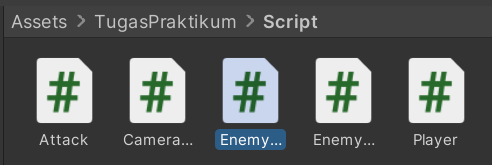 Assets > TugasPraktikum > Script
# # # # #
Attack Camera... Enemy... Enemy... Player